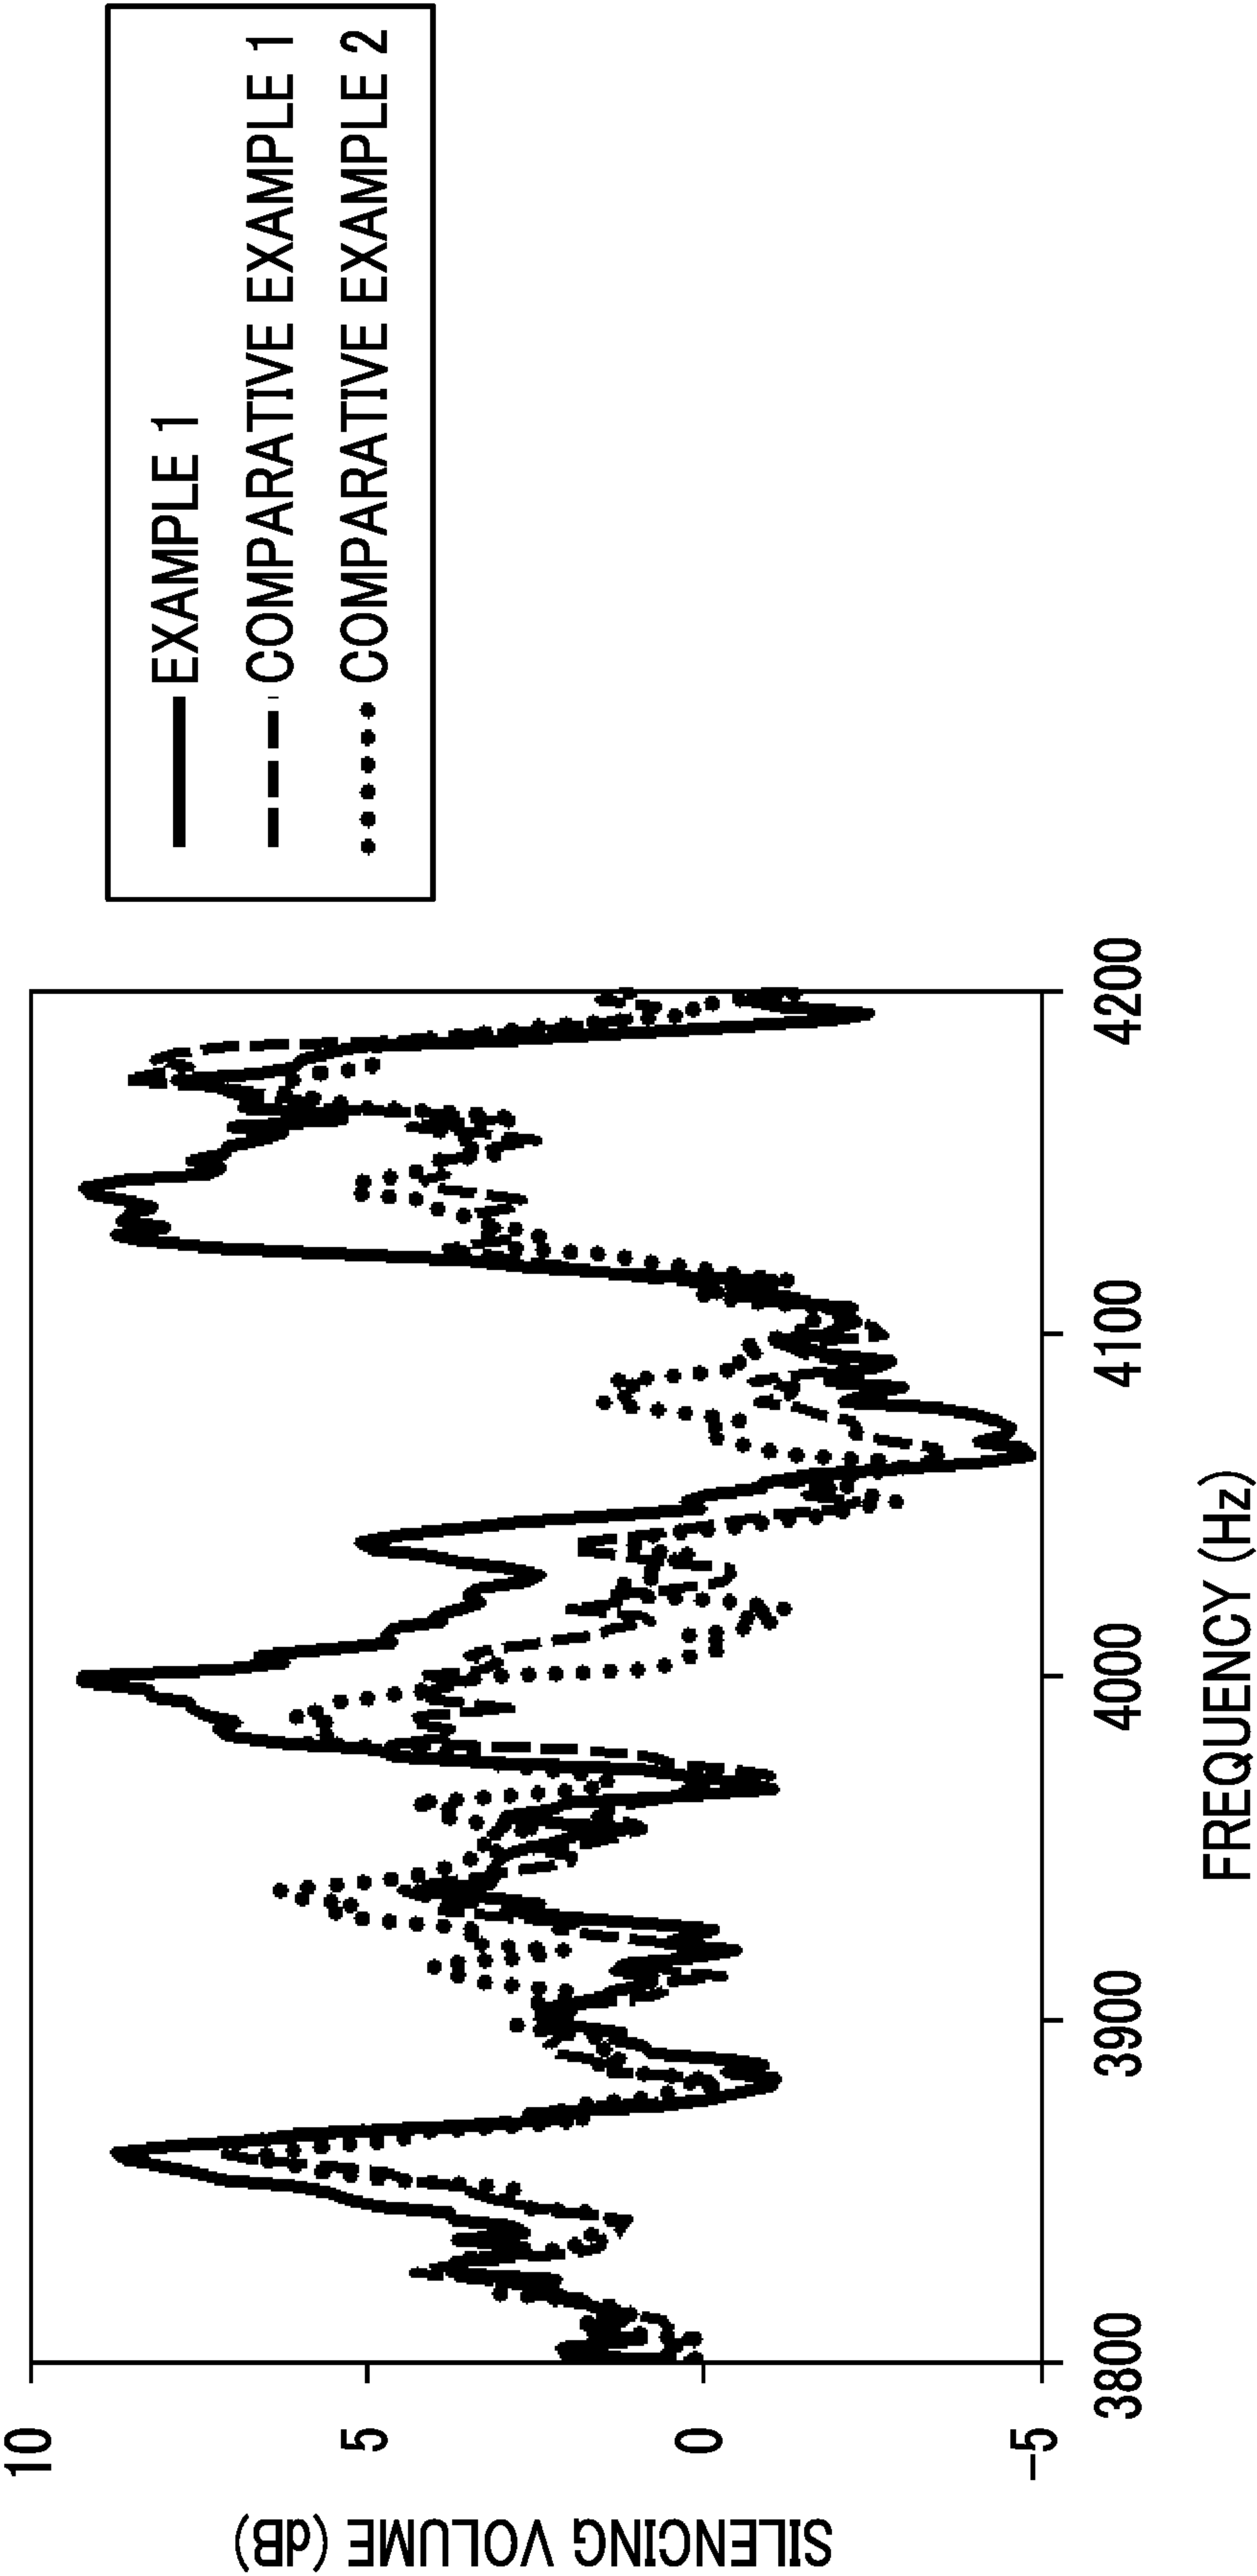 EXAMPLE 1
COMPARATIVE EXAMPLE 1
COMPARATIVE EXAMPLE 2
SILENCING VOLUME (dB)
10
5
0
-5
3800
3900
4000
4100
4200
FREQUENCY (Hz)